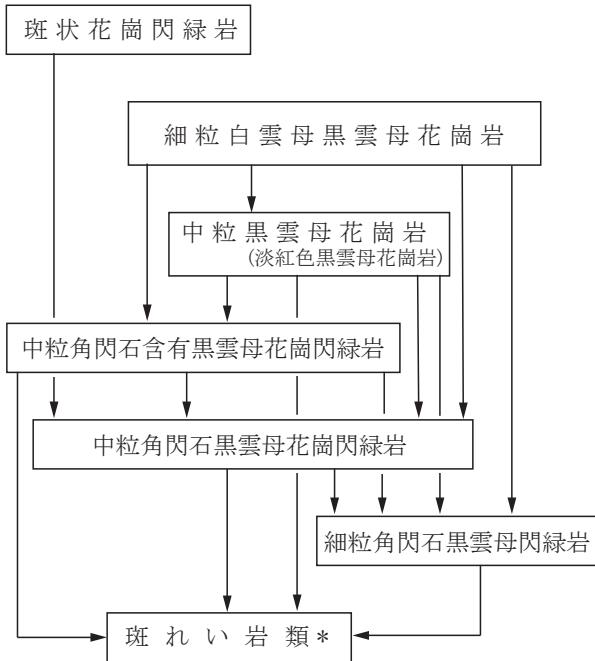 斑状花崗閃緑岩
細粒白雲母黒雲母花崗岩
中粒黒雲母花崗岩
(淡紅色黒雲母花崗岩)
中粒角閃石含有黒雲母花崗閃緑岩
中粒角閃石黒雲母花崗閃緑岩
細粒角閃石黒雲母閃緑岩
斑れい岩類*